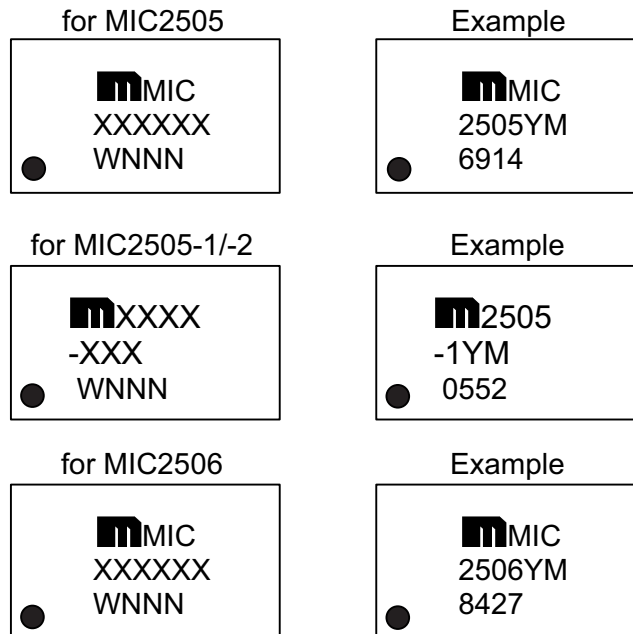 for MIC2505
Example
MIC
XXXXXX
WNNN
MIC
2505YM
6914
for MIC2505-1/-2
Example
XXXX
-XXX
WNNN
2505
-1YM
0552
for MIC2506
Example
MIC
XXXXXX
WNNN
MIC
2506YM
8427